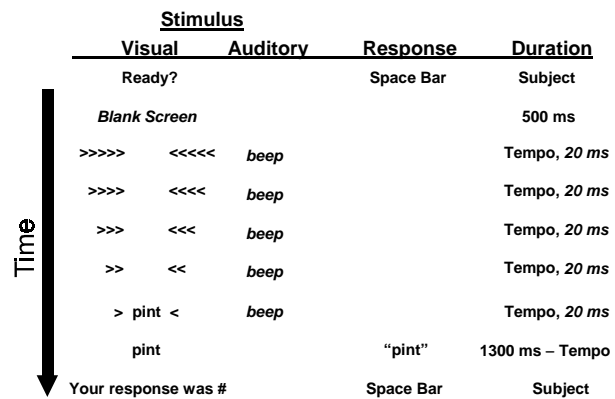 Stimulus
Visual Auditory Response Duration
Ready? Space Bar Subject
Blank Screen 500 ms
>>>>> <<<<< beep Tempo, 20 ms
>>>> <<<< beep Tempo, 20 ms
>>> <<< beep Tempo, 20 ms
>> << beep Tempo, 20 ms
> pint < beep Tempo, 20 ms
pint “pint” 1300 ms – Tempo
Your response was # Space Bar Subject
Time